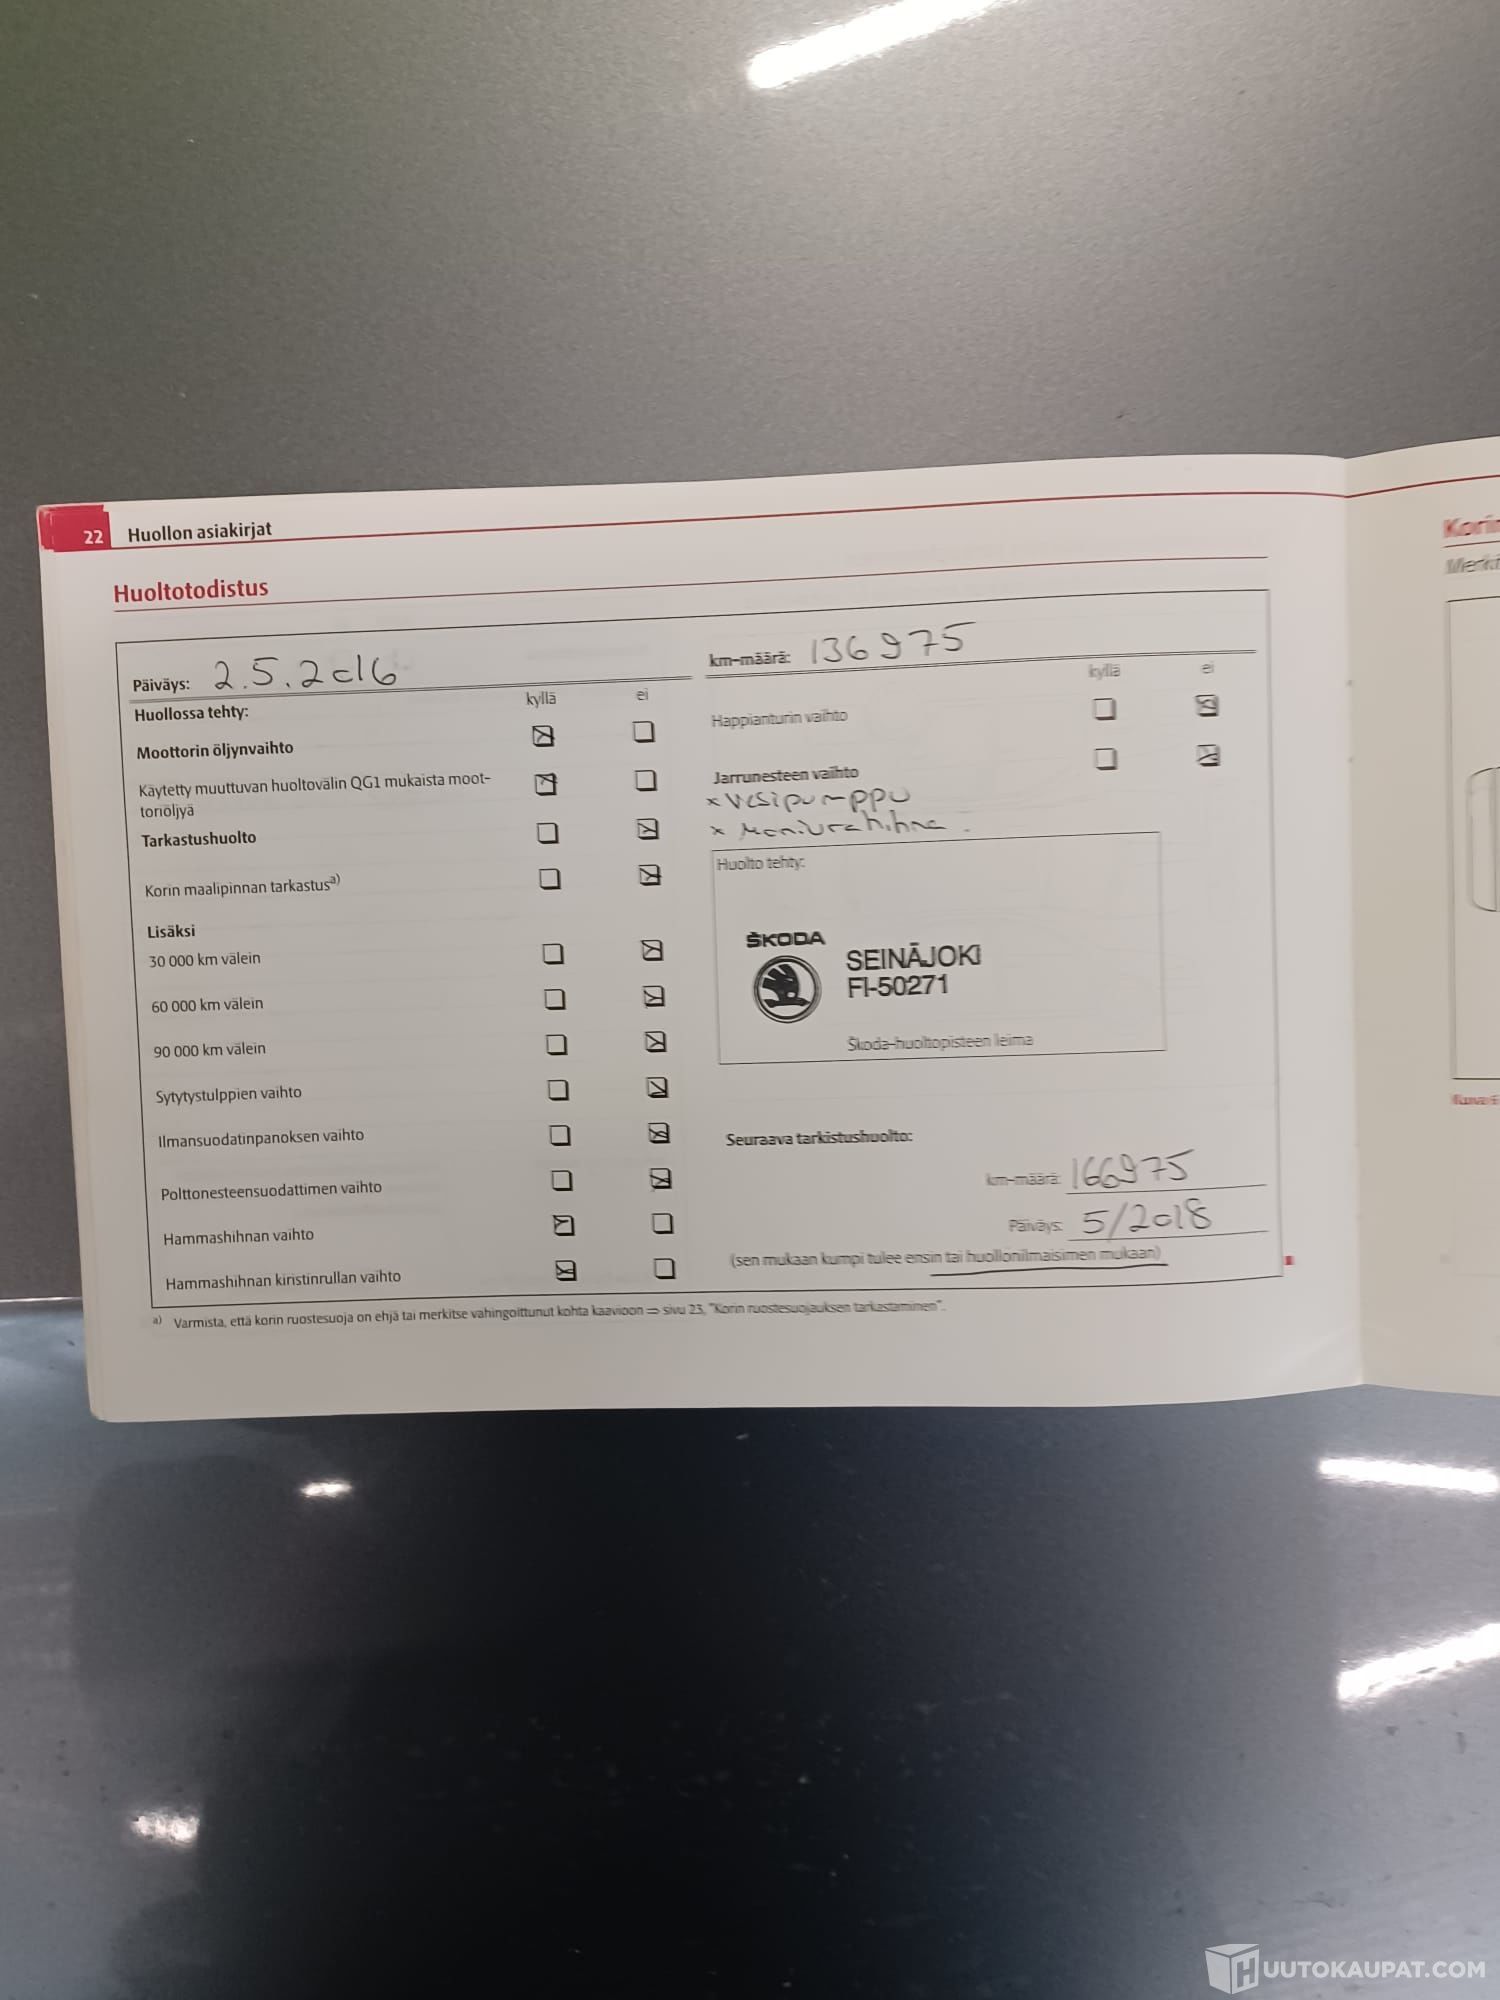 22 Huollon asiakirjat
Huoltotodistus
Päiväys: 2.5.2016
kyllä ei
Huollossa tehty:
Moottorin öljynvaihto
Käytetty muuttuvan huoltovälin QG1 mukaista moot-
toriöljyä
Tarkastushuolto
Korin maalipinnan tarkastus a)
Lisäksi
30 000 km välein
60 000 km välein
90 000 km välein
Sytytystulppien vaihto
Ilmansuodatinpanoksen vaihto
Polttonesteensuodattimen vaihto
Hammashihnan vaihto
Hammashihnan kiristinrullan vaihto
km-määrä: 136975
kyllä ei
Happianturin vaihto
Jarrunesteen vaihto
x Vesipumppu
x Moniurahihna
Huolto tehty:
ŠKODA
SEINÄJOKI
FI-50271
Škoda-huoltopisteen leima
Seuraava tarkistushuolto:
km-määrä: 166975
Päiväys: 5/2018
(sen mukaan kumpi tulee ensin tai huollonilmaisimen mukaan)
a) Varmista, että korin ruostesuoja on ehjä tai merkitse vahingoittunut kohta kaavioon ⇒ sivu 23, "Korin ruostesuojauksen tarkastaminen".
HUUTOKAUPAT.COM